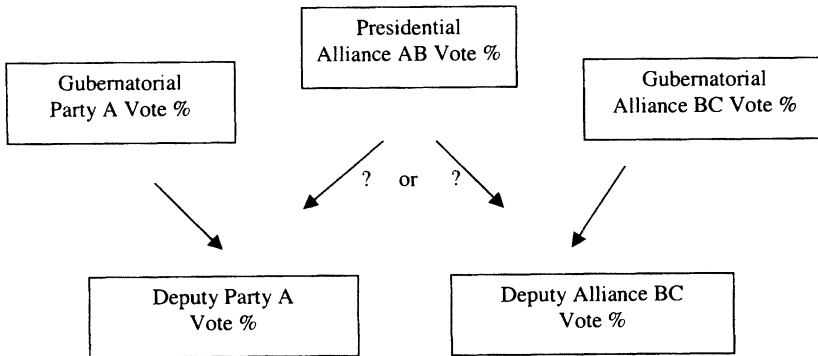 Presidential
Alliance AB Vote %
Gubernatorial
Party A Vote %
Gubernatorial
Alliance BC Vote %
? or ?
Deputy Party A
Vote %
Deputy Alliance BC
Vote %